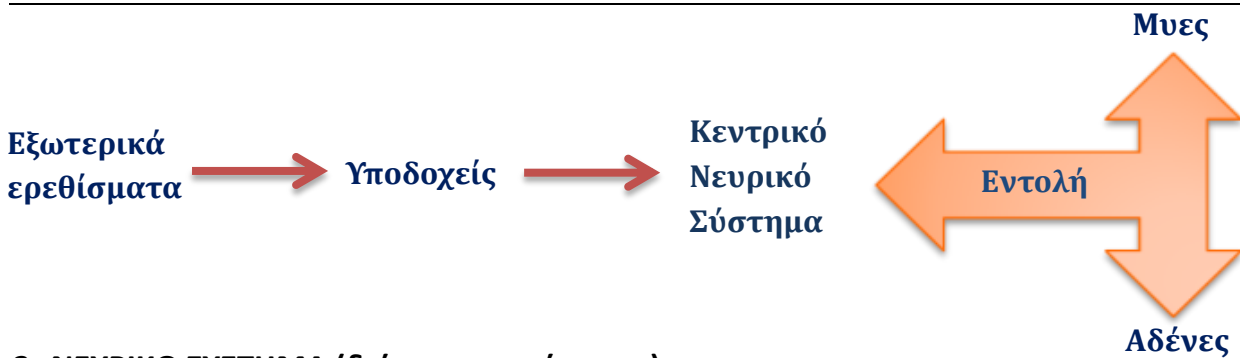 Μυες
Εξωτερικά
ερεθίσματα
Υποδοχείς
Κεντρικό
Νευρικό
Σύστημα
Εντολή
Αδένες